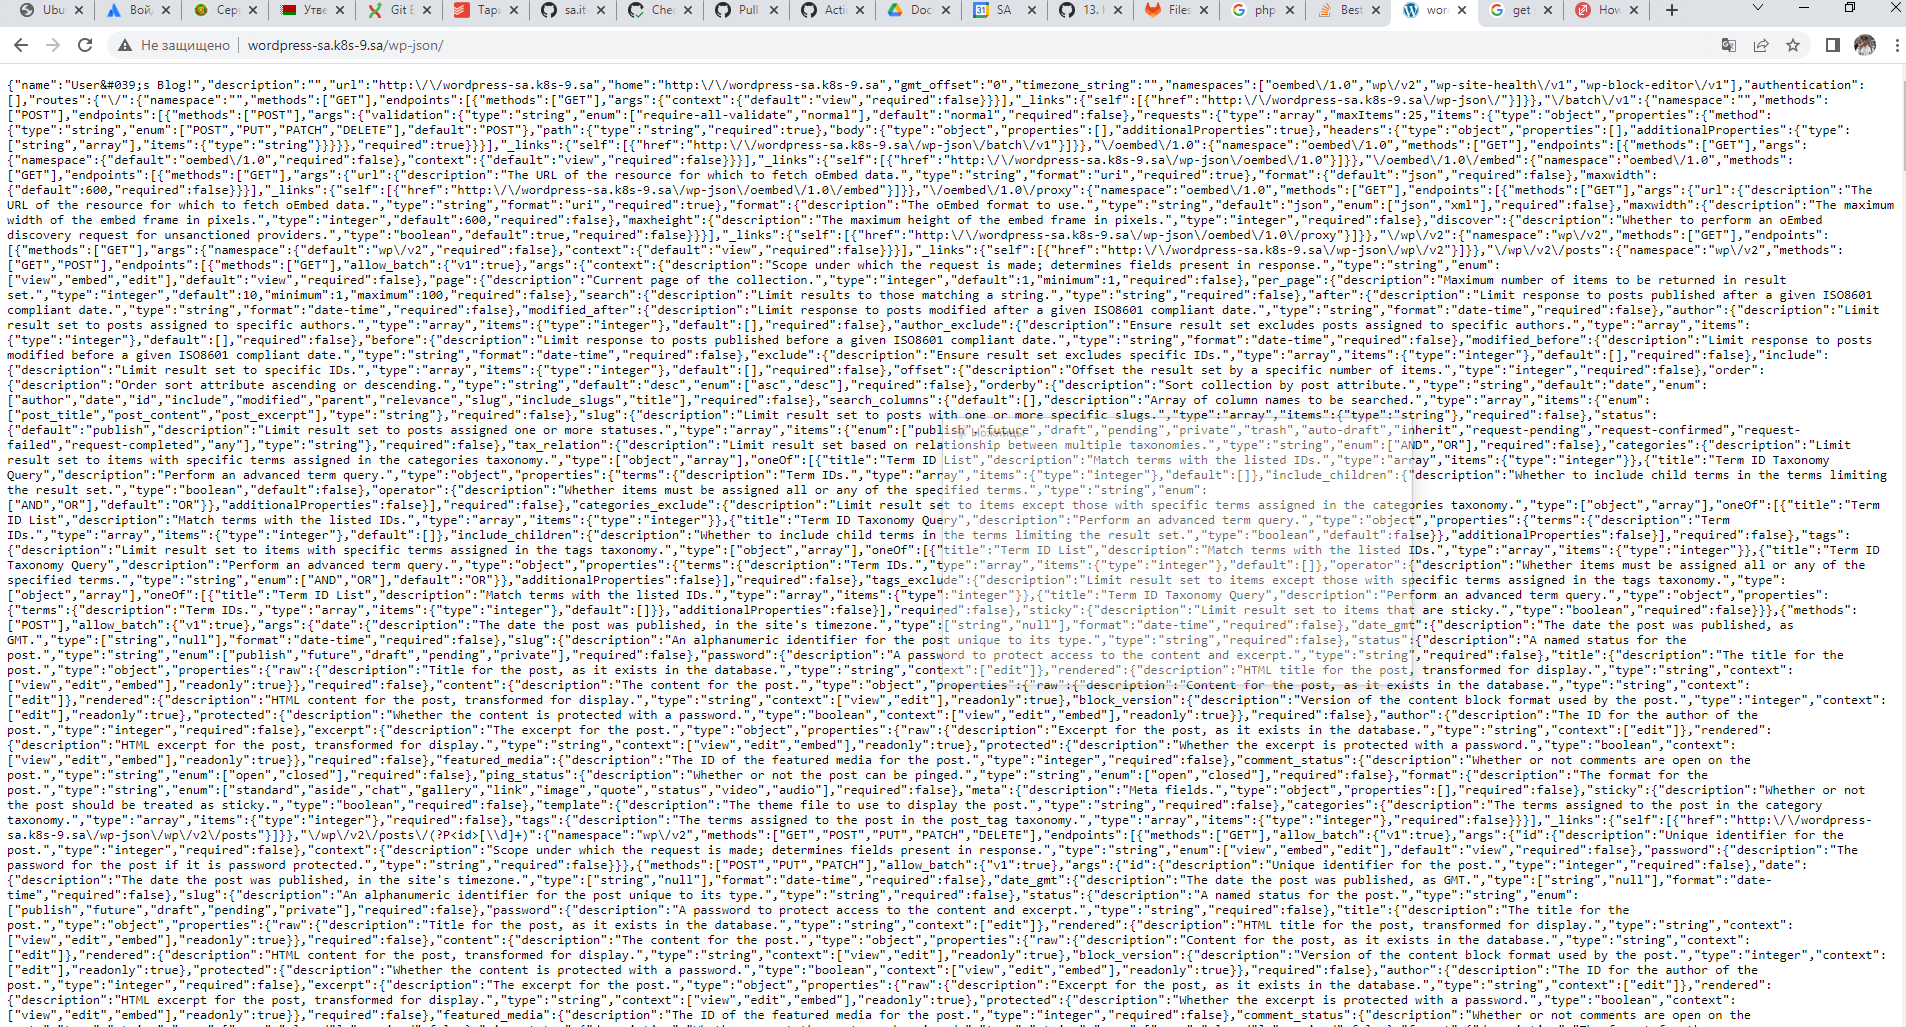 Ubu
Вой
Сер
Утве
Git E
Тари
sa.it
Che
Pull
Acti
Doc
SA
13. H
Files
php
Best
wor
get
How
Не защищено | wordpress-sa.k8s-9.sa/wp-json/
{"name":"User&#039;s Blog!","description":"","url":"http:\/\/wordpress-sa.k8s-9.sa","home":"http:\/\/wordpress-sa.k8s-9.sa","gmt_offset":"0","timezone_string":"","namespaces":["oembed\/1.0","wp\/v2","wp-site-health\/v1","wp-block-editor\/v1"],"authentication":
[],"routes":{"\/":{"namespace":"","methods":["GET"],"endpoints":[{"methods":["GET"],"args":{"context":{"default":"view","required":false}}}],"_links":{"self":[{"href":"http:\/\/wordpress-sa.k8s-9.sa\/wp-json\/"}]}},"\/batch\/v1":{"namespace":"","methods":
["POST"],"endpoints":[{"methods":["POST"],"args":{"validation":{"type":"string","enum":["require-all-validate","normal"],"default":"normal","required":false},"requests":{"type":"array","maxItems":25,"items":{"type":"object","properties":{"method":
{"type":"string","enum":["POST","PUT","PATCH","DELETE"],"default":"POST"},"path":{"type":"string","required":true},"body":{"type":"object","properties":[],"additionalProperties":true},"headers":{"type":"object","properties":[],"additionalProperties":{"type":
["string","array"],"items":{"type":"string"}}}}},"required":true}}}],"_links":{"self":[{"href":"http:\/\/wordpress-sa.k8s-9.sa\/wp-json\/batch\/v1"}]}},"\/oembed\/1.0":{"namespace":"oembed\/1.0","methods":["GET"],"endpoints":[{"methods":["GET"],"args":
{"namespace":{"default":"oembed\/1.0","required":false},"context":{"default":"view","required":false}}}],"_links":{"self":[{"href":"http:\/\/wordpress-sa.k8s-9.sa\/wp-json\/oembed\/1.0"}]}},"\/oembed\/1.0\/embed":{"namespace":"oembed\/1.0","methods":
["GET"],"endpoints":[{"methods":["GET"],"args":{"url":{"description":"The URL of the resource for which to fetch oEmbed data.","type":"string","format":"uri","required":true},"format":{"default":"json","required":false},"maxwidth":
{"default":600,"required":false}}}],"_links":{"self":[{"href":"http:\/\/wordpress-sa.k8s-9.sa\/wp-json\/oembed\/1.0\/embed"}]}},"\/oembed\/1.0\/proxy":{"namespace":"oembed\/1.0","methods":["GET"],"endpoints":[{"methods":["GET"],"args":{"url":{"description":"The
URL of the resource for which to fetch oEmbed data.","type":"string","format":"uri","required":true},"format":{"description":"The oEmbed format to use.","type":"string","default":"json","enum":["json","xml"],"required":false},"maxwidth":{"description":"The maximum
width of the embed frame in pixels.","type":"integer","default":600,"required":false},"maxheight":{"description":"The maximum height of the embed frame in pixels.","type":"integer","required":false},"discover":{"description":"Whether to perform an oEmbed
discovery request for unsanctioned providers.","type":"boolean","default":true,"required":false}}}],"_links":{"self":[{"href":"http:\/\/wordpress-sa.k8s-9.sa\/wp-json\/oembed\/1.0\/proxy"}]}},"\/wp\/v2":{"namespace":"wp\/v2","methods":["GET"],"endpoints":
[{"methods":["GET"],"args":{"namespace":{"default":"wp\/v2","required":false},"context":{"default":"view","required":false}}}],"_links":{"self":[{"href":"http:\/\/wordpress-sa.k8s-9.sa\/wp-json\/wp\/v2"}]}},"\/wp\/v2\/posts":{"namespace":"wp\/v2","methods":
["GET","POST"],"endpoints":[{"methods":["GET"],"allow_batch":{"v1":true},"args":{"context":{"description":"Scope under which the request is made; determines fields present in response.","type":"string","enum":
["view","embed","edit"],"default":"view","required":false},"page":{"description":"Current page of the collection.","type":"integer","default":1,"minimum":1,"required":false},"per_page":{"description":"Maximum number of items to be returned in result
set.","type":"integer","default":10,"minimum":1,"maximum":100,"required":false},"search":{"description":"Limit results to those matching a string.","type":"string","required":false},"after":{"description":"Limit response to posts published after a given ISO8601
compliant date.","type":"string","format":"date-time","required":false},"modified_after":{"description":"Limit response to posts modified after a given ISO8601 compliant date.","type":"string","format":"date-time","required":false},"author":{"description":"Limit
result set to posts assigned to specific authors.","type":"array","items":{"type":"integer"},"default":[],"required":false},"author_exclude":{"description":"Ensure result set excludes posts assigned to specific authors.","type":"array","items":
{"type":"integer"},"default":[],"required":false},"before":{"description":"Limit response to posts published before a given ISO8601 compliant date.","type":"string","format":"date-time","required":false},"modified_before":{"description":"Limit response to posts
modified before a given ISO8601 compliant date.","type":"string","format":"date-time","required":false},"exclude":{"description":"Ensure result set excludes specific IDs.","type":"array","items":{"type":"integer"},"default":[],"required":false},"include":
{"description":"Limit result set to specific IDs.","type":"array","items":{"type":"integer"},"default":[],"required":false},"offset":{"description":"Offset the result set by a specific number of items.","type":"integer","required":false},"order":
{"description":"Order sort attribute ascending or descending.","type":"string","default":"desc","enum":["asc","desc"],"required":false},"orderby":{"description":"Sort collection by post attribute.","type":"string","default":"date","enum":
["author","date","id","include","modified","parent","relevance","slug","include_slugs","title"],"required":false},"search_columns":{"default":[],"description":"Array of column names to be searched.","type":"array","items":{"enum":
["post_title","post_content","post_excerpt"],"type":"string"},"required":false},"slug":{"description":"Limit result set to posts with one or more specific slugs.","type":"array","items":{"type":"string"},"required":false},"status":
{"default":"publish","description":"Limit result set to posts assigned one or more statuses.","type":"array","items":{"enum":["publish","future","draft","pending","private","trash","auto-draft","inherit","request-pending","request-confirmed","request-
failed","request-completed","any"],"type":"string"},"required":false},"tax_relation":{"description":"Limit result set based on relationship between multiple taxonomies.","type":"string","enum":["AND","OR"],"required":false},"categories":{"description":"Limit
result set to items with specific terms assigned in the categories taxonomy.","type":["object","array"],"oneOf":[{"title":"Term ID List","description":"Match terms with the listed IDs.","type":"array","items":{"type":"integer"}},{"title":"Term ID Taxonomy
Query","description":"Perform an advanced term query.","type":"object","properties":{"terms":{"description":"Term IDs.","type":"array","items":{"type":"integer"},"default":[]},"include_children":{"description":"Whether to include child terms in the terms limiting
the result set.","type":"boolean","default":false},"operator":{"description":"Whether items must be assigned all or any of the specified terms.","type":"string","enum":
["AND","OR"],"default":"OR"}},"additionalProperties":false}],"required":false},"categories_exclude":{"description":"Limit result set to items except those with specific terms assigned in the categories taxonomy.","type":["object","array"],"oneOf":[{"title":"Term
ID List","description":"Match terms with the listed IDs.","type":"array","items":{"type":"integer"}},{"title":"Term ID Taxonomy Query","description":"Perform an advanced term query.","type":"object","properties":{"terms":{"description":"Term
IDs.","type":"array","items":{"type":"integer"},"default":[]},"include_children":{"description":"Whether to include child terms in the terms limiting the result set.","type":"boolean","default":false}},"additionalProperties":false}],"required":false},"tags":
{"description":"Limit result set to items with specific terms assigned in the tags taxonomy.","type":["object","array"],"oneOf":[{"title":"Term ID List","description":"Match terms with the listed IDs.","type":"array","items":{"type":"integer"}},{"title":"Term ID
Taxonomy Query","description":"Perform an advanced term query.","type":"object","properties":{"terms":{"description":"Term IDs.","type":"array","items":{"type":"integer"},"default":[]},"operator":{"description":"Whether items must be assigned all or any of the
specified terms.","type":"string","enum":["AND","OR"],"default":"OR"}},"additionalProperties":false}],"required":false},"tags_exclude":{"description":"Limit result set to items except those with specific terms assigned in the tags taxonomy.","type":
["object","array"],"oneOf":[{"title":"Term ID List","description":"Match terms with the listed IDs.","type":"array","items":{"type":"integer"}},{"title":"Term ID Taxonomy Query","description":"Perform an advanced term query.","type":"object","properties":
{"terms":{"description":"Term IDs.","type":"array","items":{"type":"integer"},"default":[]}},"additionalProperties":false}],"required":false},"sticky":{"description":"Limit result set to items that are sticky.","type":"boolean","required":false}}},{"methods":
["POST"],"allow_batch":{"v1":true},"args":{"date":{"description":"The date the post was published, in the site's timezone.","type":["string","null"],"format":"date-time","required":false},"date_gmt":{"description":"The date the post was published, as
GMT.","type":["string","null"],"format":"date-time","required":false},"slug":{"description":"An alphanumeric identifier for the post unique to its type.","type":"string","required":false},"status":{"description":"A named status for the
post.","type":"string","enum":["publish","future","draft","pending","private"],"required":false},"password":{"description":"A password to protect access to the content and excerpt.","type":"string","required":false},"title":{"description":"The title for the
post.","type":"object","properties":{"raw":{"description":"Title for the post, as it exists in the database.","type":"string","context":["edit"]},"rendered":{"description":"HTML title for the post, transformed for display.","type":"string","context":
["view","edit","embed"],"readonly":true}},"required":false},"content":{"description":"The content for the post.","type":"object","properties":{"raw":{"description":"Content for the post, as it exists in the database.","type":"string","context":
["edit"]},"rendered":{"description":"HTML content for the post, transformed for display.","type":"string","context":["view","edit"],"readonly":true},"block_version":{"description":"Version of the content block format used by the post.","type":"integer","context":
["edit"],"readonly":true},"protected":{"description":"Whether the content is protected with a password.","type":"boolean","context":["view","edit","embed"],"readonly":true}},"required":false},"author":{"description":"The ID for the author of the
post.","type":"integer","required":false},"excerpt":{"description":"The excerpt for the post.","type":"object","properties":{"raw":{"description":"Excerpt for the post, as it exists in the database.","type":"string","context":["edit"]},"rendered":
{"description":"HTML excerpt for the post, transformed for display.","type":"string","context":["view","edit","embed"],"readonly":true},"protected":{"description":"Whether the excerpt is protected with a password.","type":"boolean","context":
["view","edit","embed"],"readonly":true}},"required":false},"featured_media":{"description":"The ID of the featured media for the post.","type":"integer","required":false},"comment_status":{"description":"Whether or not comments are open on the
post.","type":"string","enum":["open","closed"],"required":false},"ping_status":{"description":"Whether or not the post can be pinged.","type":"string","enum":["open","closed"],"required":false},"format":{"description":"The format for the
post.","type":"string","enum":["standard","aside","chat","gallery","link","image","quote","status","video","audio"],"required":false},"meta":{"description":"Meta fields.","type":"object","properties":[],"required":false},"sticky":{"description":"Whether or not
the post should be treated as sticky.","type":"boolean","required":false},"template":{"description":"The theme file to use to display the post.","type":"string","required":false},"categories":{"description":"The terms assigned to the post in the category
taxonomy.","type":"array","items":{"type":"integer"},"required":false},"tags":{"description":"The terms assigned to the post in the post_tag taxonomy.","type":"array","items":{"type":"integer"},"required":false}}}],"_links":{"self":[{"href":"http:\/\/wordpress-
sa.k8s-9.sa\/wp-json\/wp\/v2\/posts"}]}},"\/wp\/v2\/posts\/(?P<id>[\\d]+)":{"namespace":"wp\/v2","methods":["GET","POST","PUT","PATCH","DELETE"],"endpoints":[{"methods":["GET"],"allow_batch":{"v1":true},"args":{"id":{"description":"Unique identifier for the
post.","type":"integer","required":false},"context":{"description":"Scope under which the request is made; determines fields present in response.","type":"string","enum":["view","embed","edit"],"default":"view","required":false},"password":{"description":"The
password for the post if it is password protected.","type":"string","required":false}}},{"methods":["POST","PUT","PATCH"],"allow_batch":{"v1":true},"args":{"id":{"description":"Unique identifier for the post.","type":"integer","required":false},"date":
{"description":"The date the post was published, in the site's timezone.","type":["string","null"],"format":"date-time","required":false},"date_gmt":{"description":"The date the post was published, as GMT.","type":["string","null"],"format":"date-
time","required":false},"slug":{"description":"An alphanumeric identifier for the post unique to its type.","type":"string","required":false},"status":{"description":"A named status for the post.","type":"string","enum":
["publish","future","draft","pending","private"],"required":false},"password":{"description":"A password to protect access to the content and excerpt.","type":"string","required":false},"title":{"description":"The title for the
post.","type":"object","properties":{"raw":{"description":"Title for the post, as it exists in the database.","type":"string","context":["edit"]},"rendered":{"description":"HTML title for the post, transformed for display.","type":"string","context":
["view","edit","embed"],"readonly":true}},"required":false},"content":{"description":"The content for the post.","type":"object","properties":{"raw":{"description":"Content for the post, as it exists in the database.","type":"string","context":
["edit"]},"rendered":{"description":"HTML content for the post, transformed for display.","type":"string","context":["view","edit"],"readonly":true},"block_version":{"description":"Version of the content block format used by the post.","type":"integer","context":
["edit"],"readonly":true},"protected":{"description":"Whether the content is protected with a password.","type":"boolean","context":["view","edit","embed"],"readonly":true}},"required":false},"author":{"description":"The ID for the author of the
post.","type":"integer","required":false},"excerpt":{"description":"The excerpt for the post.","type":"object","properties":{"raw":{"description":"Excerpt for the post, as it exists in the database.","type":"string","context":["edit"]},"rendered":
{"description":"HTML excerpt for the post, transformed for display.","type":"string","context":["view","edit","embed"],"readonly":true},"protected":{"description":"Whether the excerpt is protected with a password.","type":"boolean","context":
["view","edit","embed"],"readonly":true}},"required":false},"featured_media":{"description":"The ID of the featured media for the post.","type":"integer","required":false},"comment_status":{"description":"Whether or not comments are open on the